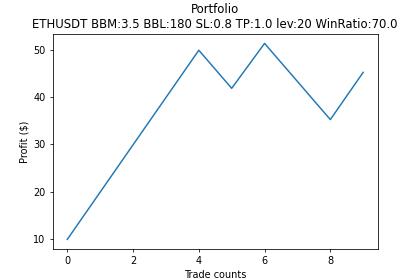 Portfolio
ETHUSDT BBM:3.5 BBL:180 SL:0.8 TP:1.0 lev:20 WinRatio:70.0
50
40
30
20
10
Profit ($)
0 2 4 6 8
Trade counts